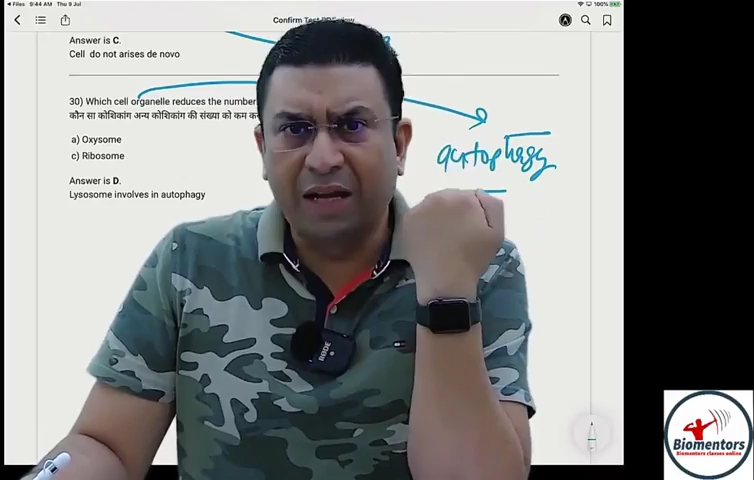 Files 9:44 AM Thu 9 Jul
100%
Answer is C.
Cell do not arises de novo
30) Which cell organelle reduces the number
कौन सा कोशिकांग अन्य कोशिकांग की संख्या को कम
autophagy
a) Oxysome
c) Ribosome
Answer is D.
Lysosome involves in autophagy
RØDE
Biomentors
Biomentors classes online